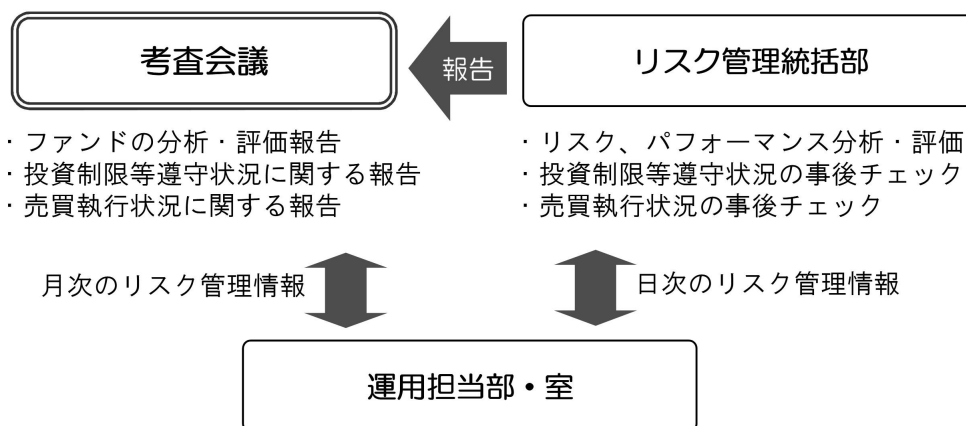 考査会議
報告
リスク管理統括部
・ファンドの分析・評価報告
・投資制限等遵守状況に関する報告
・売買執行状況に関する報告
・リスク、パフォーマンス分析・評価
・投資制限等遵守状況の事後チェック
・売買執行状況の事後チェック
月次のリスク管理情報
日次のリスク管理情報
運用担当部・室